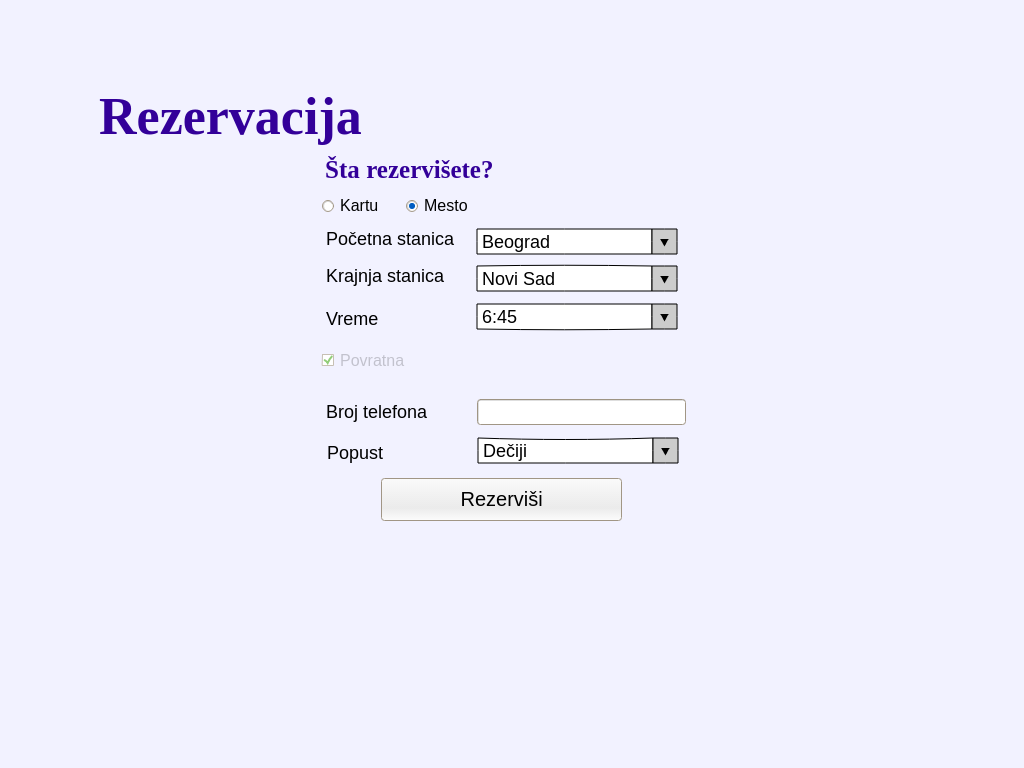 Rezervacija
Šta rezervišete?
Kartu Mesto
Početna stanica Beograd
Krajnja stanica Novi Sad
Vreme 6:45
Povratna
Broj telefona
Popust Dečiji
Rezerviši